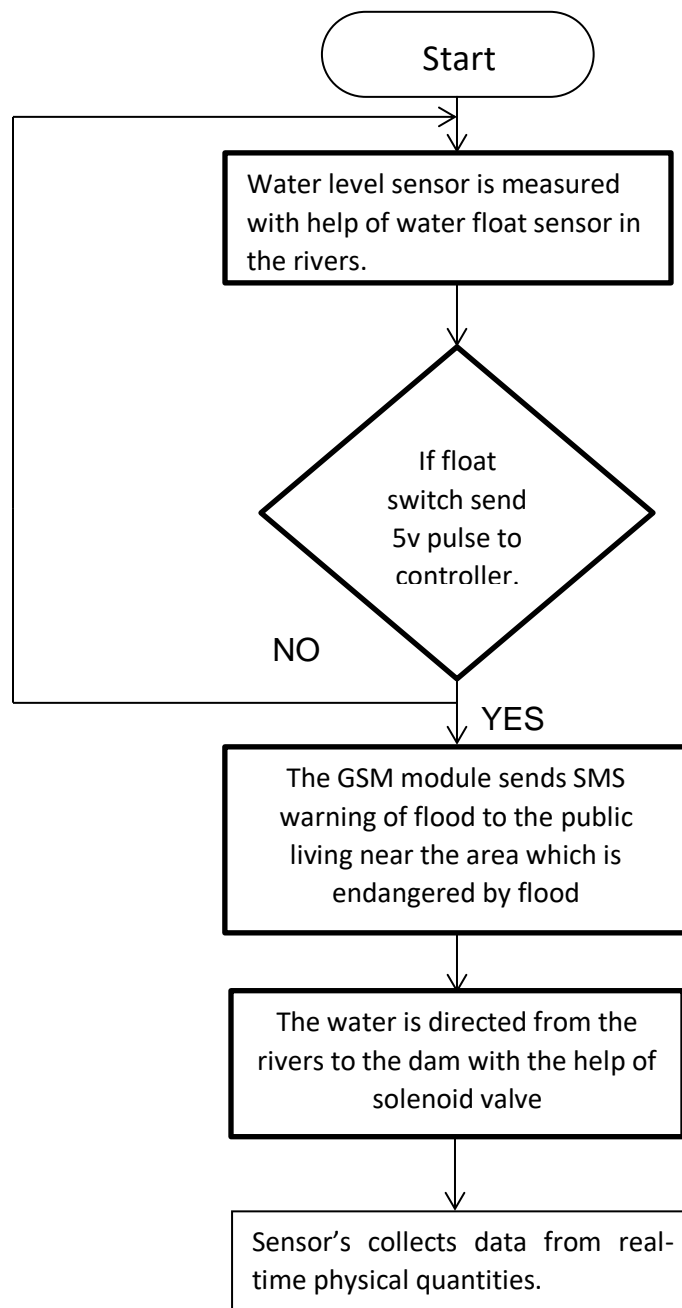 Start
Water level sensor is measured
with help of water float sensor in
the rivers.
If float
switch send
5v pulse to
controller.
NO
YES
The GSM module sends SMS
warning of flood to the public
living near the area which is
endangered by flood
The water is directed from the
rivers to the dam with the help of
solenoid valve
Sensor’s collects data from real-
time physical quantities.